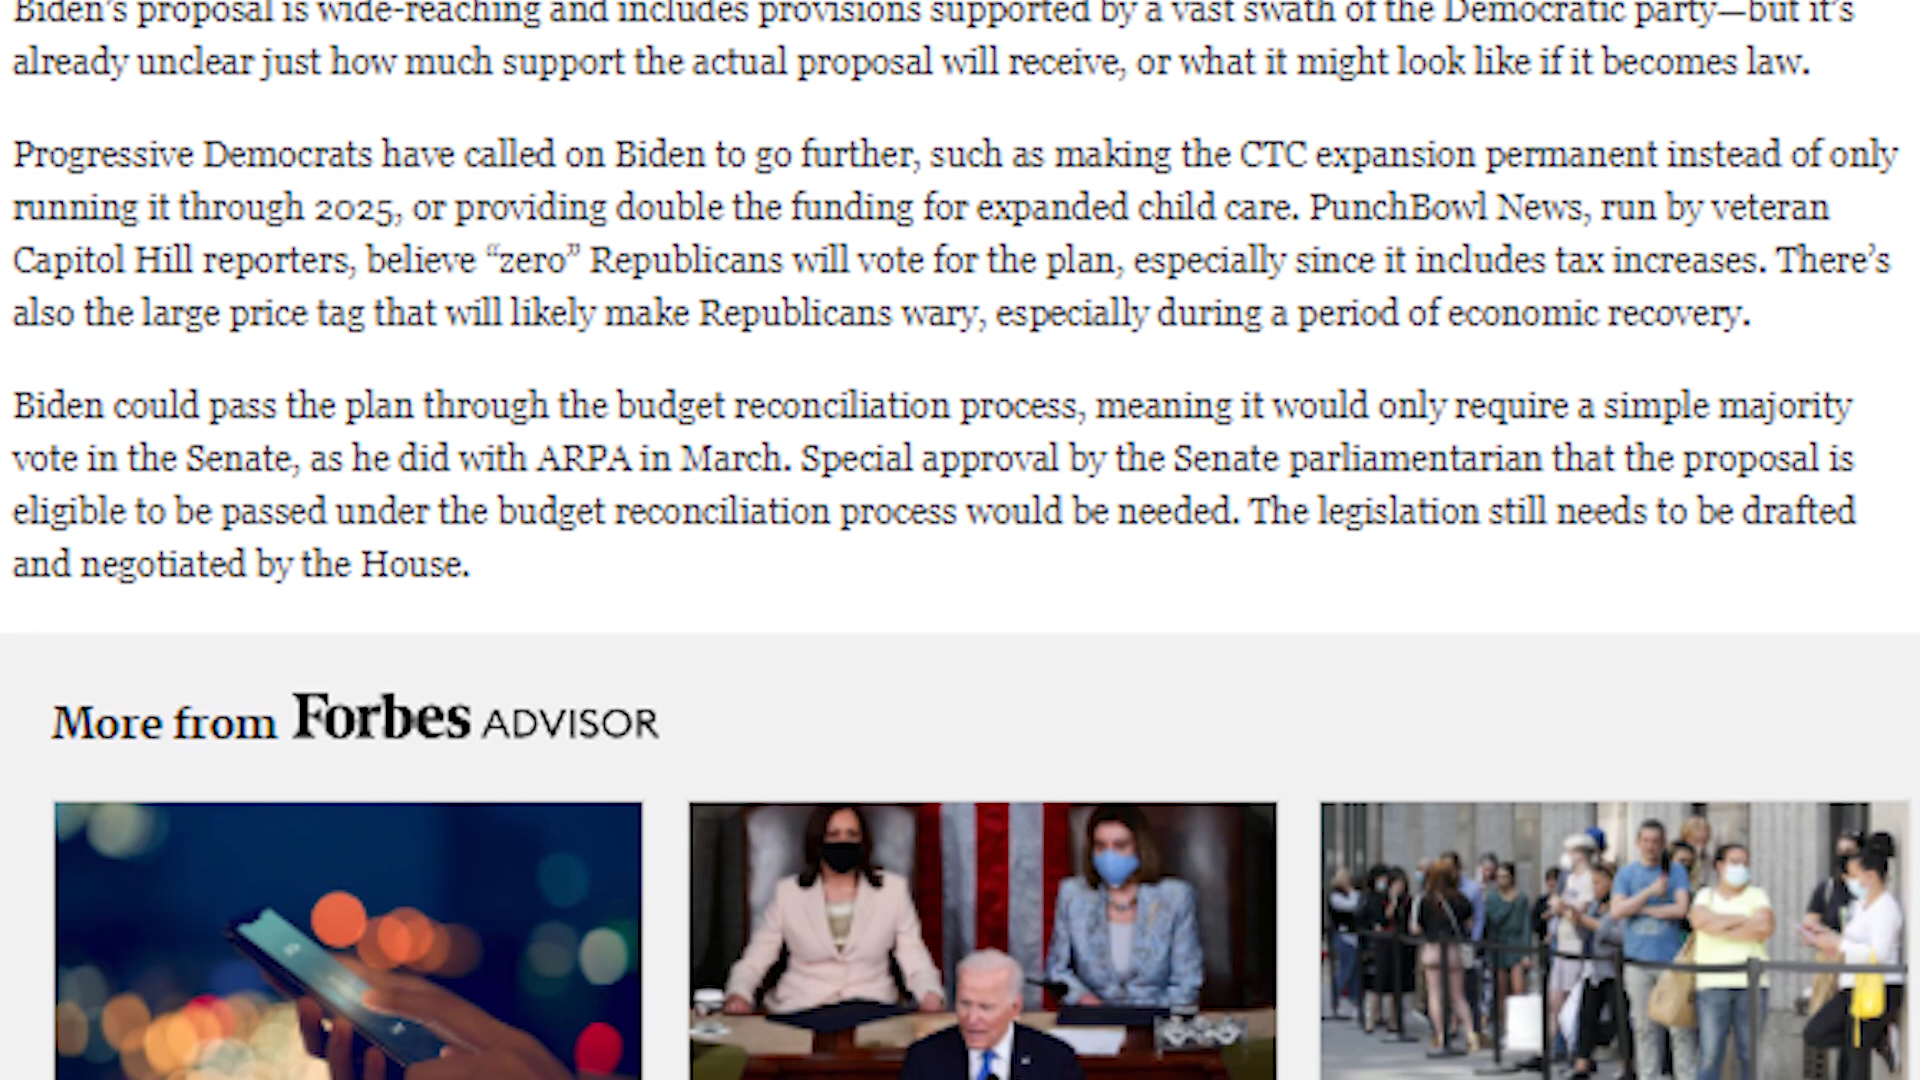 Biden’s proposal is wide-reaching and includes provisions supported by a vast swath of the Democratic party—but it’s
already unclear just how much support the actual proposal will receive, or what it might look like if it becomes law.
Progressive Democrats have called on Biden to go further, such as making the CTC expansion permanent instead of only
running it through 2025, or providing double the funding for expanded child care. PunchBowl News, run by veteran
Capitol Hill reporters, believe “zero” Republicans will vote for the plan, especially since it includes tax increases. There’s
also the large price tag that will likely make Republicans wary, especially during a period of economic recovery.
Biden could pass the plan through the budget reconciliation process, meaning it would only require a simple majority
vote in the Senate, as he did with ARPA in March. Special approval by the Senate parliamentarian that the proposal is
eligible to be passed under the budget reconciliation process would be needed. The legislation still needs to be drafted
and negotiated by the House.
More from Forbes ADVISOR